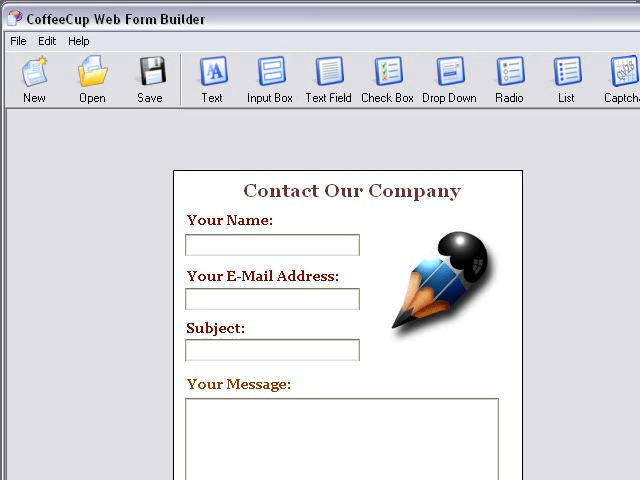 CoffeeCup Web Form Builder
File Edit Help
New Open Save Text Input Box Text Field Check Box Drop Down Radio List Captcha
Contact Our Company
Your Name:
Your E-Mail Address:
Subject:
Your Message: